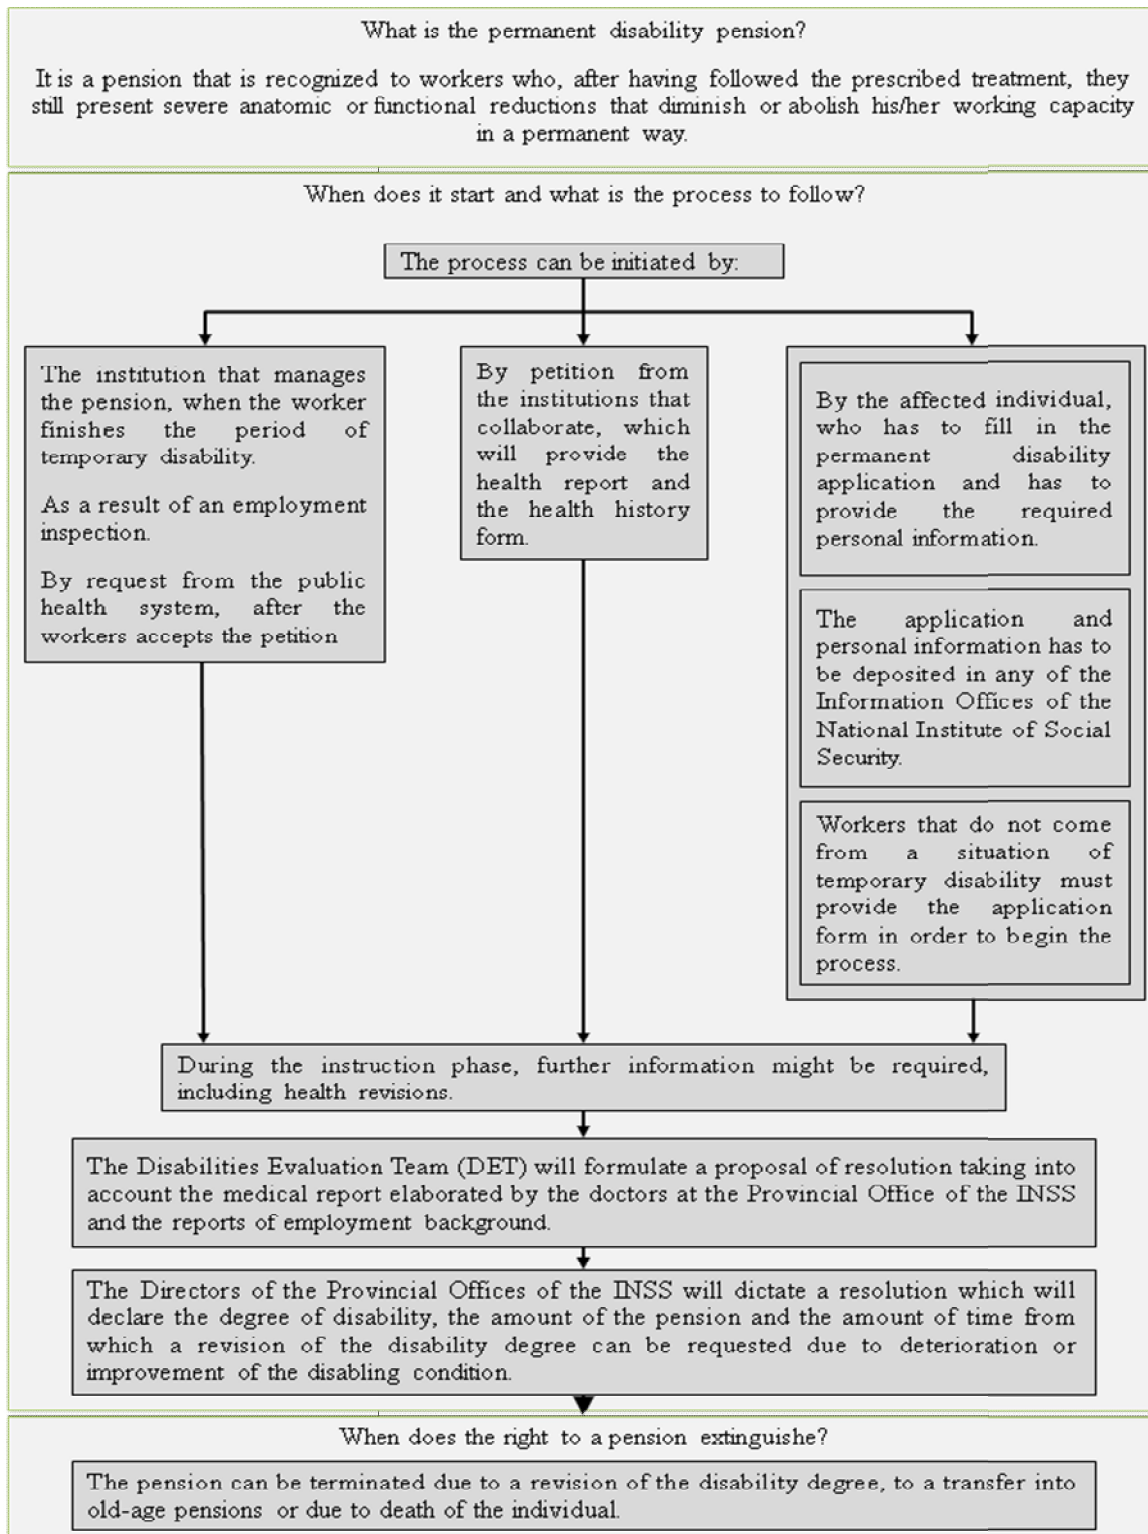 What is the permanent disability pension?
It is a pension that is recognized to workers who, after having followed the prescribed treatment, they
still present severe anatomic or functional reductions that diminish or abolish his/her working capacity
in a permanent way.
When does it start and what is the process to follow?
The process can be initiated by:
The institution that manages
the pension, when the worker
finishes the period of
temporary disability.
As a result of an employment
inspection.
By request from the public
health system, after the
workers accepts the petition
By petition from
the institutions that
collaborate, which
will provide the
health report and
the health history
form.
By the affected individual,
who has to fill in the
permanent disability
application and has to
provide the required
personal information.
The application and
personal information has to
be deposited in any of the
Information Offices of the
National Institute of Social
Security.
Workers that do not come
from a situation of
temporary disability must
provide the application
form in order to begin the
process.
During the instruction phase, further information might be required,
including health revisions.
The Disabilities Evaluation Team (DET) will formulate a proposal of resolution taking into
account the medical report elaborated by the doctors at the Provincial Office of the INSS
and the reports of employment background.
The Directors of the Provincial Offices of the INSS will dictate a resolution which will
declare the degree of disability, the amount of the pension and the amount of time from
which a revision of the disability degree can be requested due to deterioration or
improvement of the disabling condition.
When does the right to a pension extinguishe?
The pension can be terminated due to a revision of the disability degree, to a transfer into
old-age pensions or due to death of the individual.